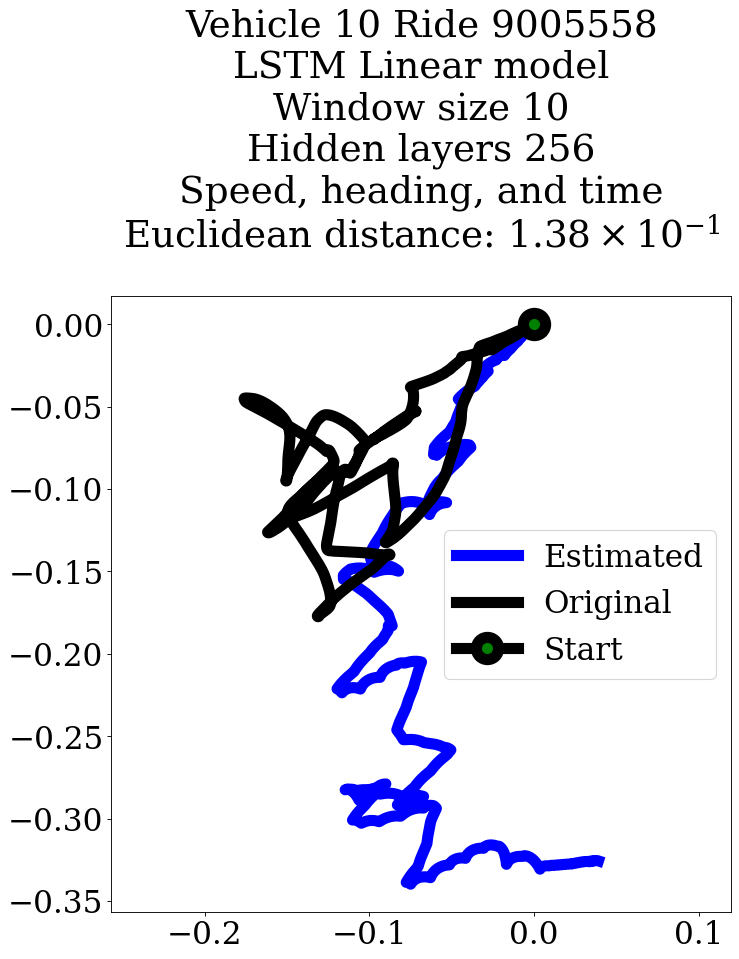 Vehicle 10 Ride 9005558
LSTM Linear model
Window size 10
Hidden layers 256
Speed, heading, and time
Euclidean distance: 1.38 × 10⁻¹
0.00
−0.05
−0.10
−0.15
−0.20
−0.25
−0.30
−0.35
Estimated
Original
Start
−0.2
−0.1
0.0
0.1